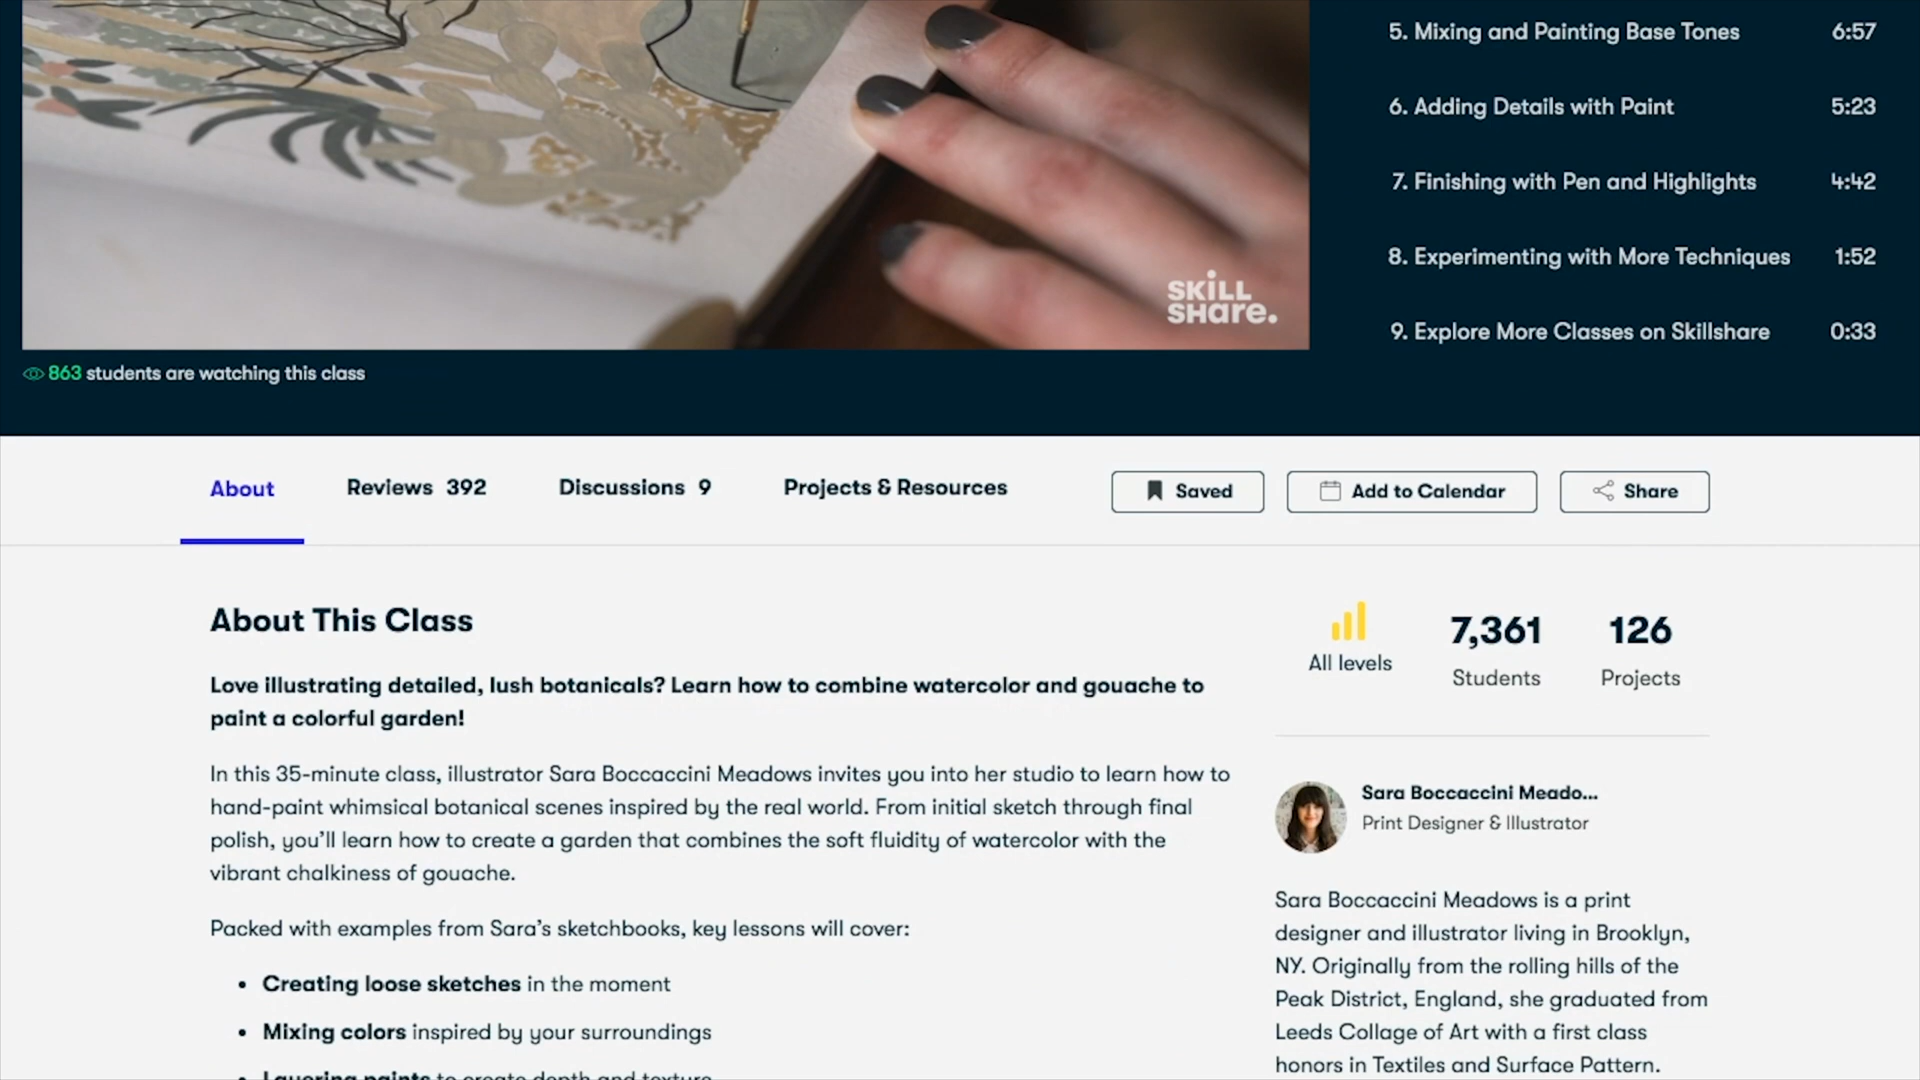 5. Mixing and Painting Base Tones 6:57
6. Adding Details with Paint 5:23
7. Finishing with Pen and Highlights 4:42
8. Experimenting with More Techniques 1:52
9. Explore More Classes on Skillshare 0:33
SKiLL
SHare.
863 students are watching this class
About Reviews 392 Discussions 9 Projects & Resources Saved Add to Calendar Share
About This Class
Love illustrating detailed, lush botanicals? Learn how to combine watercolor and gouache to
paint a colorful garden!
In this 35-minute class, illustrator Sara Boccaccini Meadows invites you into her studio to learn how to
hand-paint whimsical botanical scenes inspired by the real world. From initial sketch through final
polish, you'll learn how to create a garden that combines the soft fluidity of watercolor with the
vibrant chalkiness of gouache.
Packed with examples from Sara's sketchbooks, key lessons will cover:
• Creating loose sketches in the moment
• Mixing colors inspired by your surroundings
• Layering paints to create depth and texture
All levels
7,361
Students
126
Projects
Sara Boccaccini Meado...
Print Designer & Illustrator
Sara Boccaccini Meadows is a print
designer and illustrator living in Brooklyn,
NY. Originally from the rolling hills of the
Peak District, England, she graduated from
Leeds Collage of Art with a first class
honors in Textiles and Surface Pattern.